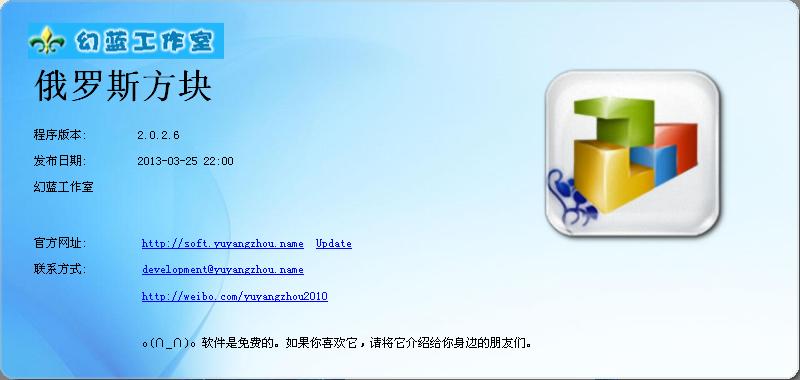 幻蓝工作室
俄罗斯方块
程序版本: 2.0.2.6
发布日期: 2013-03-25 22:00
幻蓝工作室
官方网址: http://soft.yuyangzhou.name Update
联系方式: development@yuyangzhou.name
http://weibo.com/yuyangzhou2010
o(∩_∩)o 软件是免费的。如果你喜欢它，请将它介绍给你身边的朋友们。